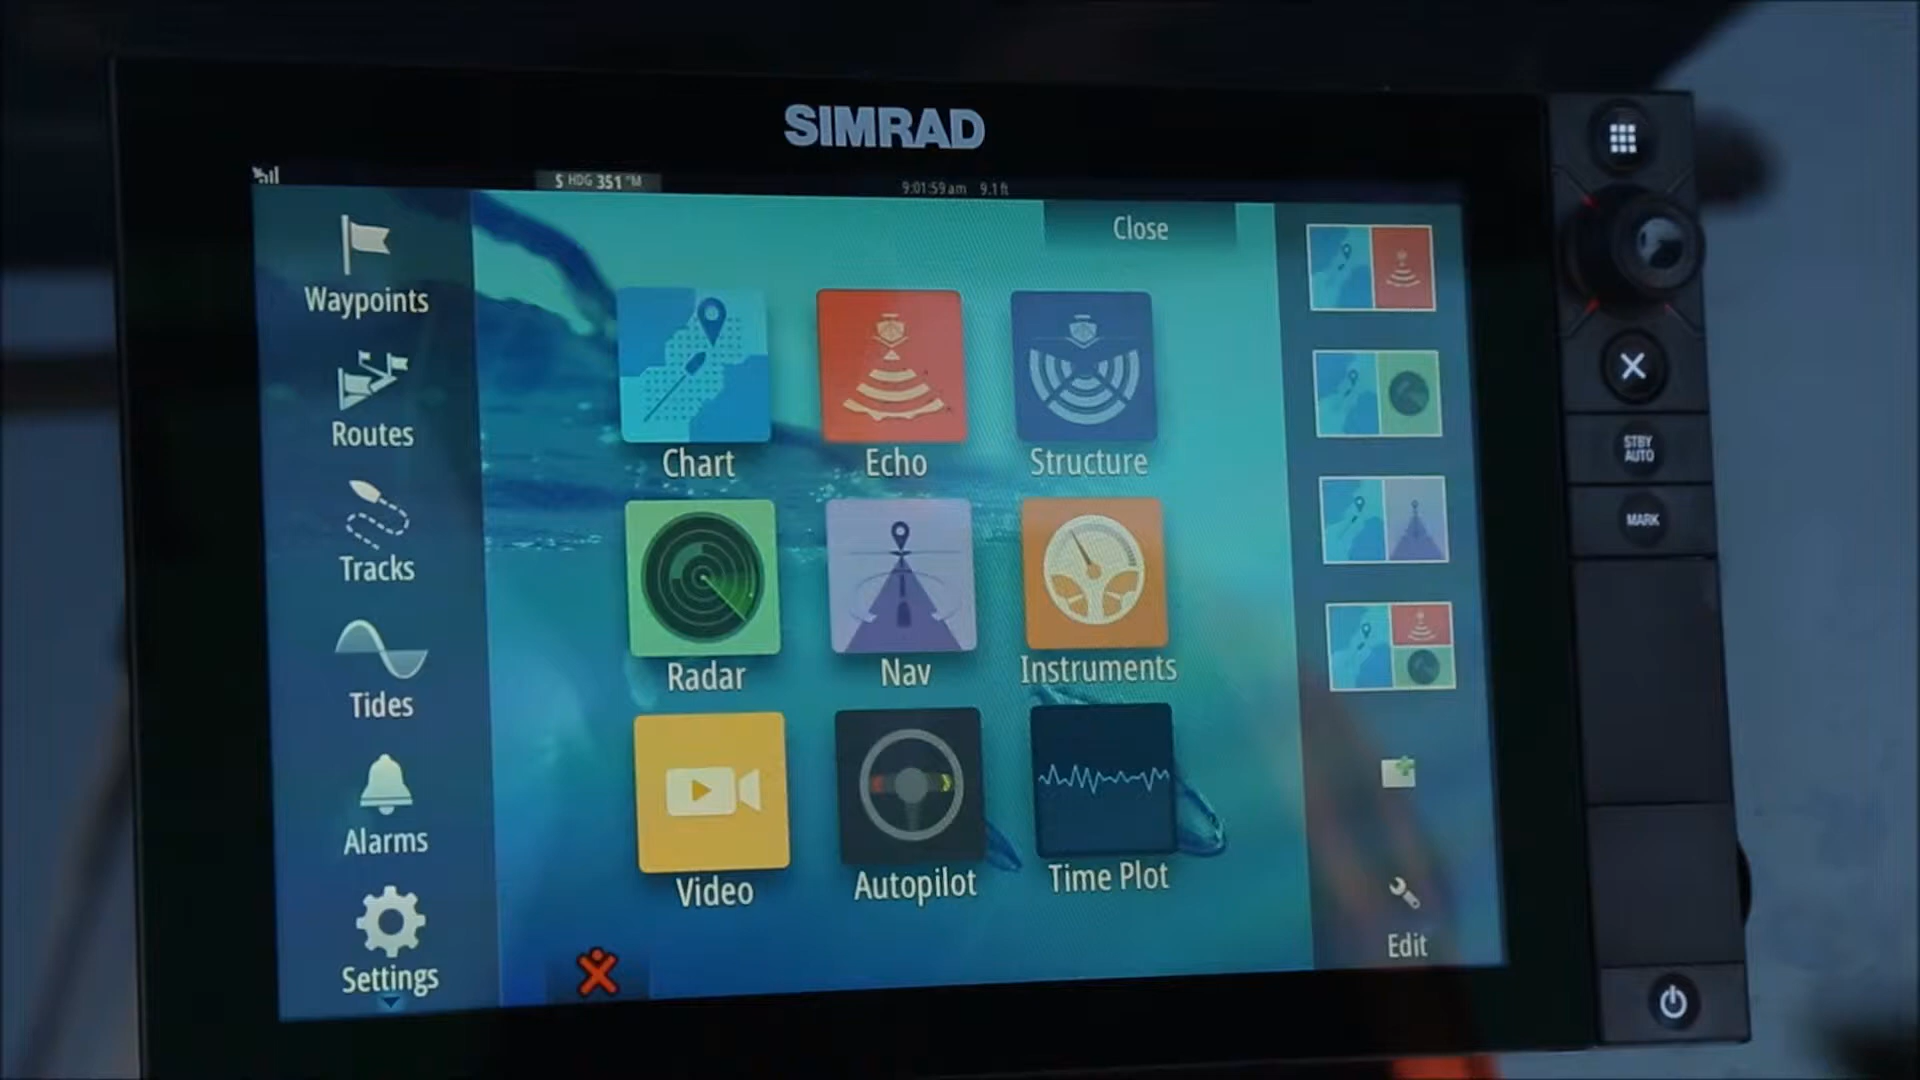 SIMRAD
S HDG 351 °M
9:01:59 am 9.1 ft
Close
Waypoints
Routes
Tracks
Tides
Alarms
Settings
Chart
Echo
Structure
Radar
Nav
Instruments
Video
Autopilot
Time Plot
Edit
STBY
AUTO
MARK